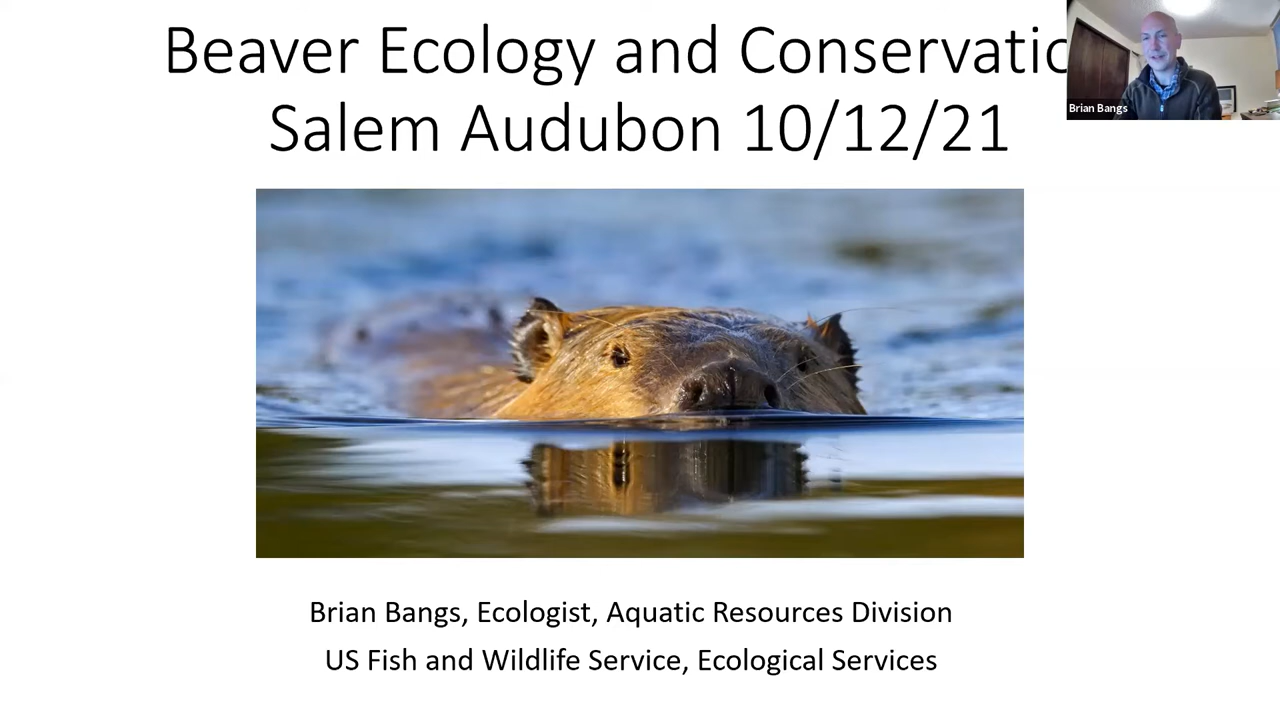 Beaver Ecology and Conservatio
Salem Audubon 10/12/21
Brian Bangs
Brian Bangs, Ecologist, Aquatic Resources Division
US Fish and Wildlife Service, Ecological Services